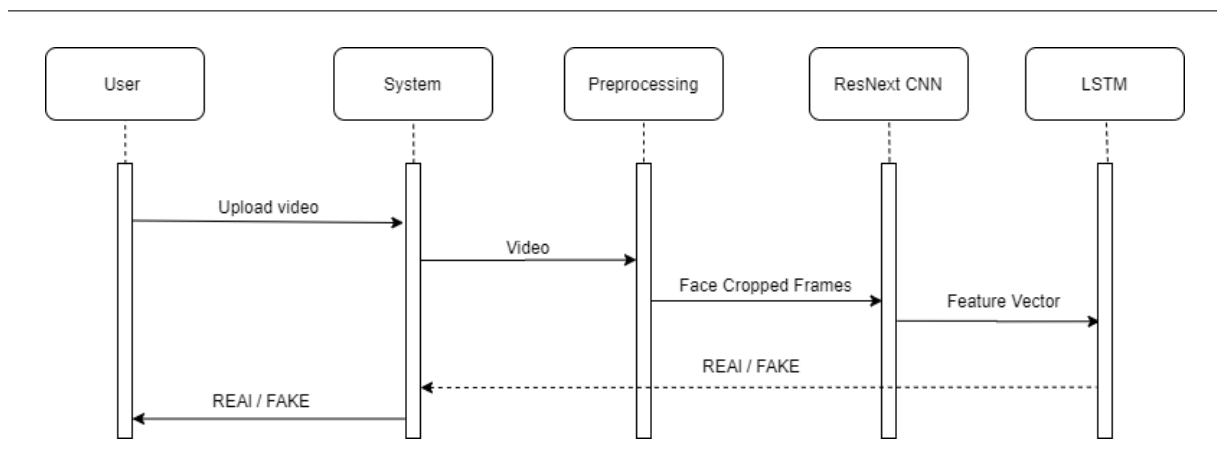 User
System
Preprocessing
ResNext CNN
LSTM
Upload video
Video
Face Cropped Frames
Feature Vector
REAI / FAKE
REAI / FAKE